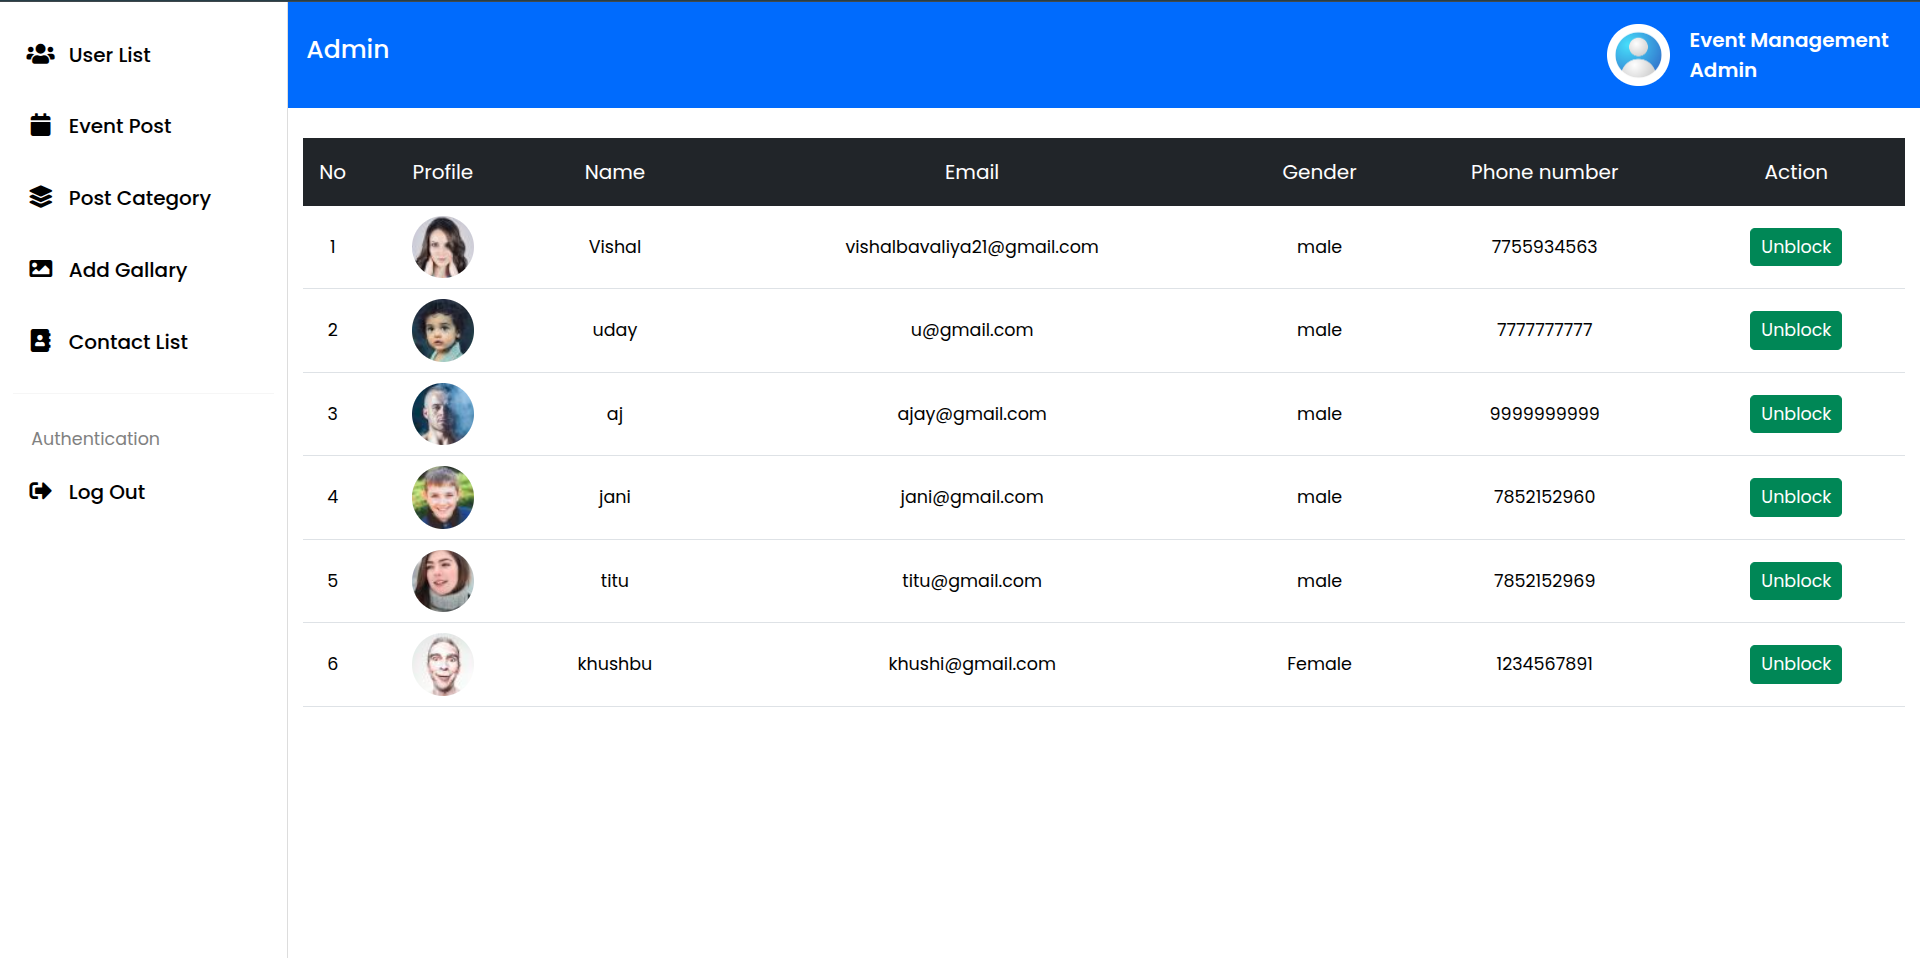 User List
Event Post
Post Category
Add Gallary
Contact List
Authentication
Log Out
Admin
Event Management
Admin
No Profile Name Email Gender Phone number Action
1 Vishal vishalbavaliya21@gmail.com male 7755934563 Unblock
2 uday u@gmail.com male 7777777777 Unblock
3 aj ajay@gmail.com male 9999999999 Unblock
4 jani jani@gmail.com male 7852152960 Unblock
5 titu titu@gmail.com male 7852152969 Unblock
6 khushbu khushi@gmail.com Female 1234567891 Unblock